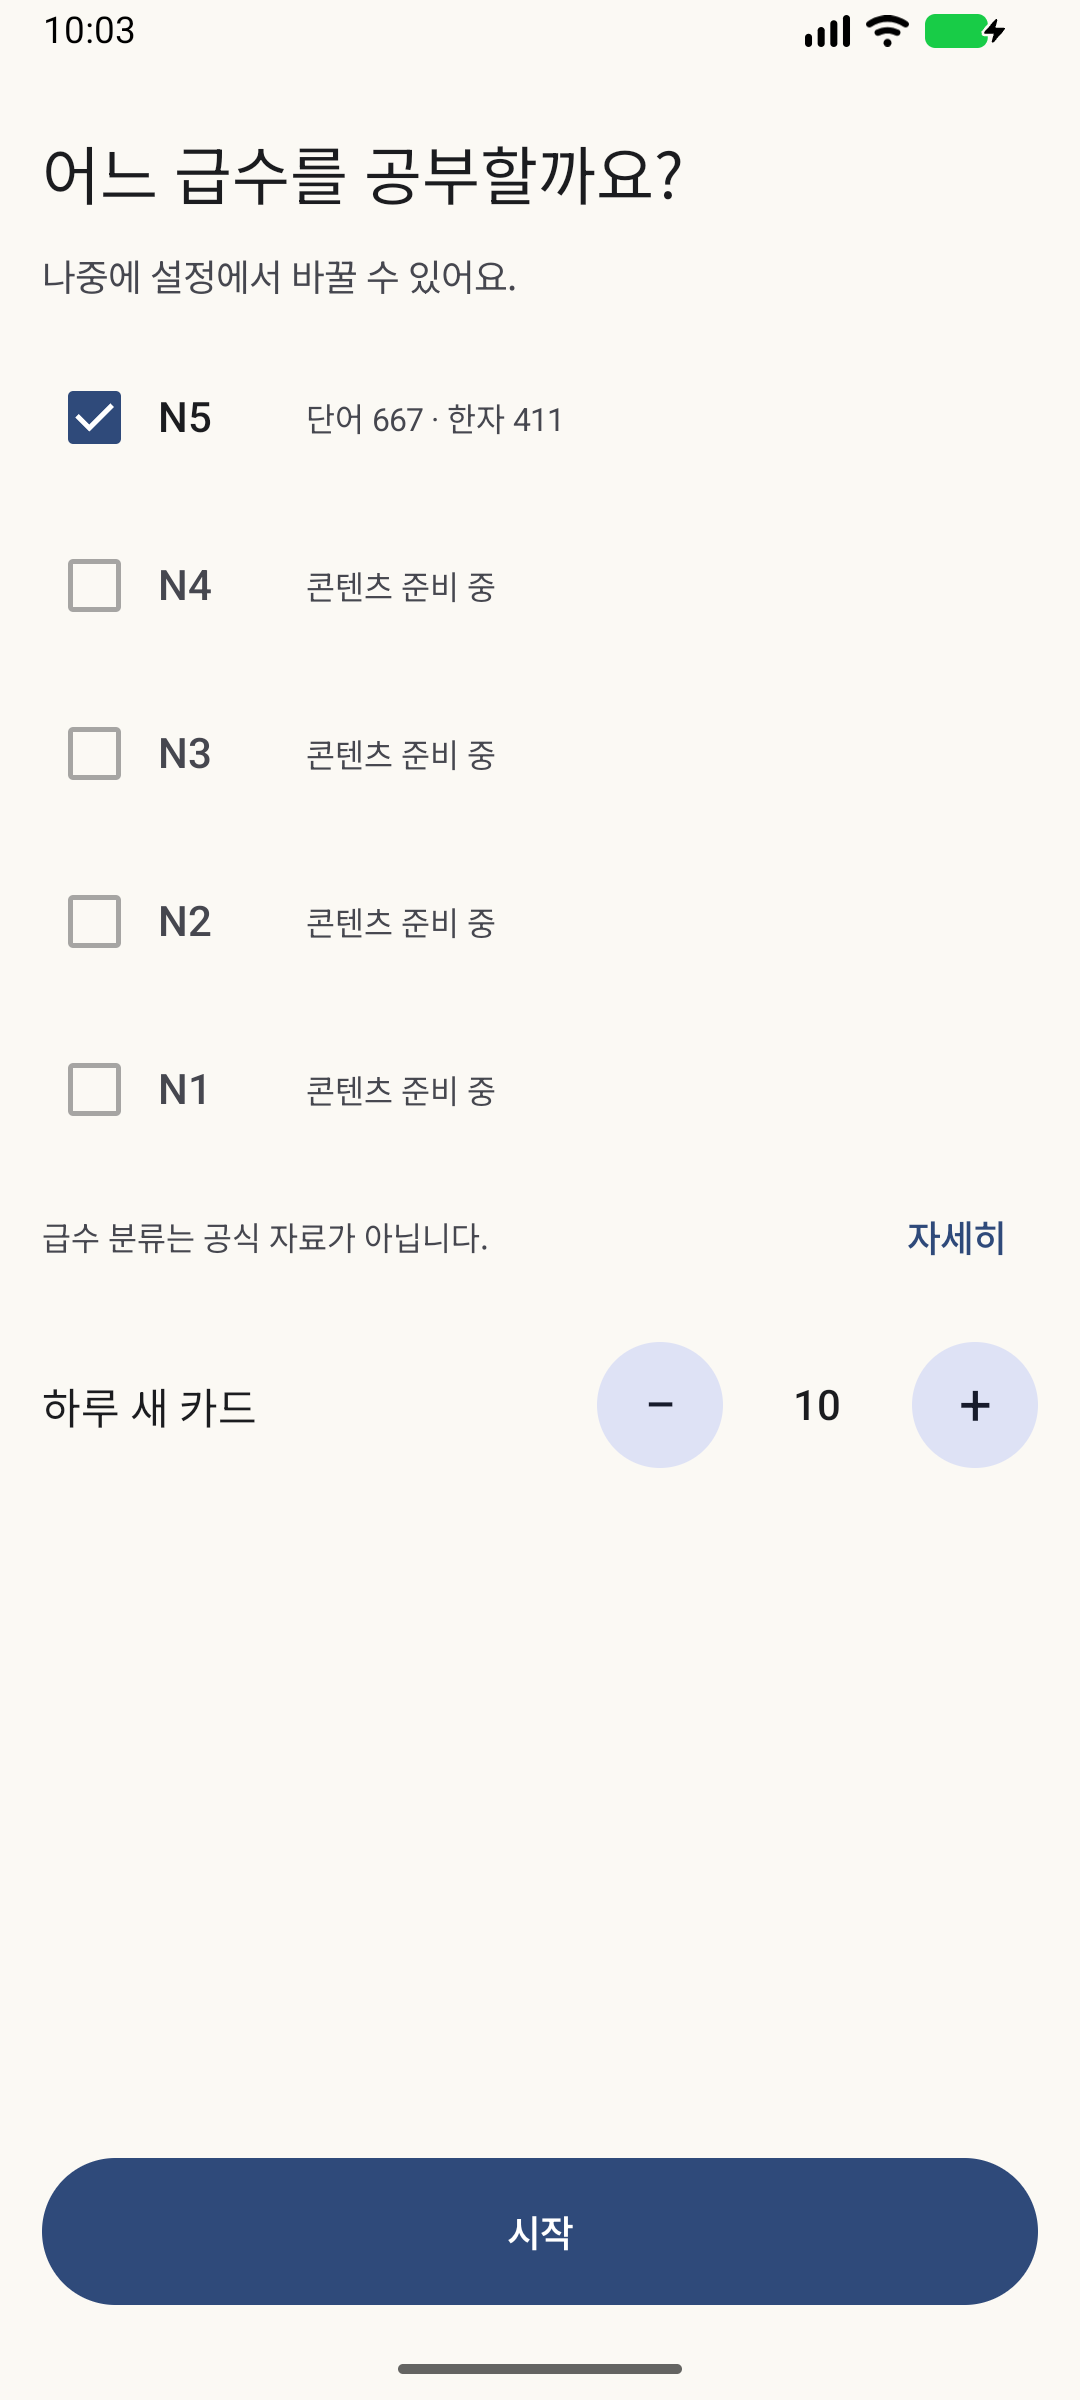 10:03
어느 급수를 공부할까요?
나중에 설정에서 바꿀 수 있어요.
N5 단어 667 · 한자 411
N4 콘텐츠 준비 중
N3 콘텐츠 준비 중
N2 콘텐츠 준비 중
N1 콘텐츠 준비 중
급수 분류는 공식 자료가 아닙니다. 자세히
하루 새 카드 − 10 +
시작